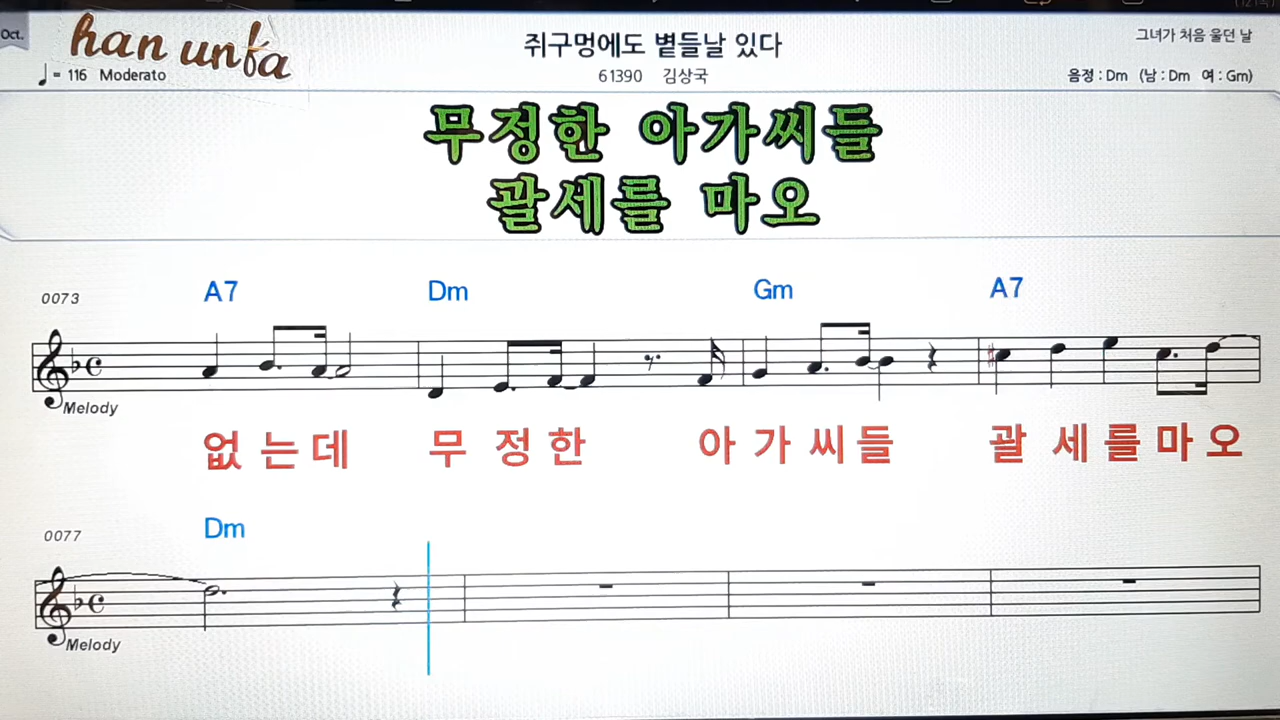 Oct.
han unfa
♩= 116 Moderato
쥐구멍에도 볕들날 있다
61390 김상국
그녀가 처음 울던 날
음정 : Dm (남 : Dm 여 : Gm)
무정한 아가씨들
괄세를 마오
0073
A7 Dm Gm A7
Melody
없는데 무정한 아가씨들 괄세를마오
0077
Dm
Melody